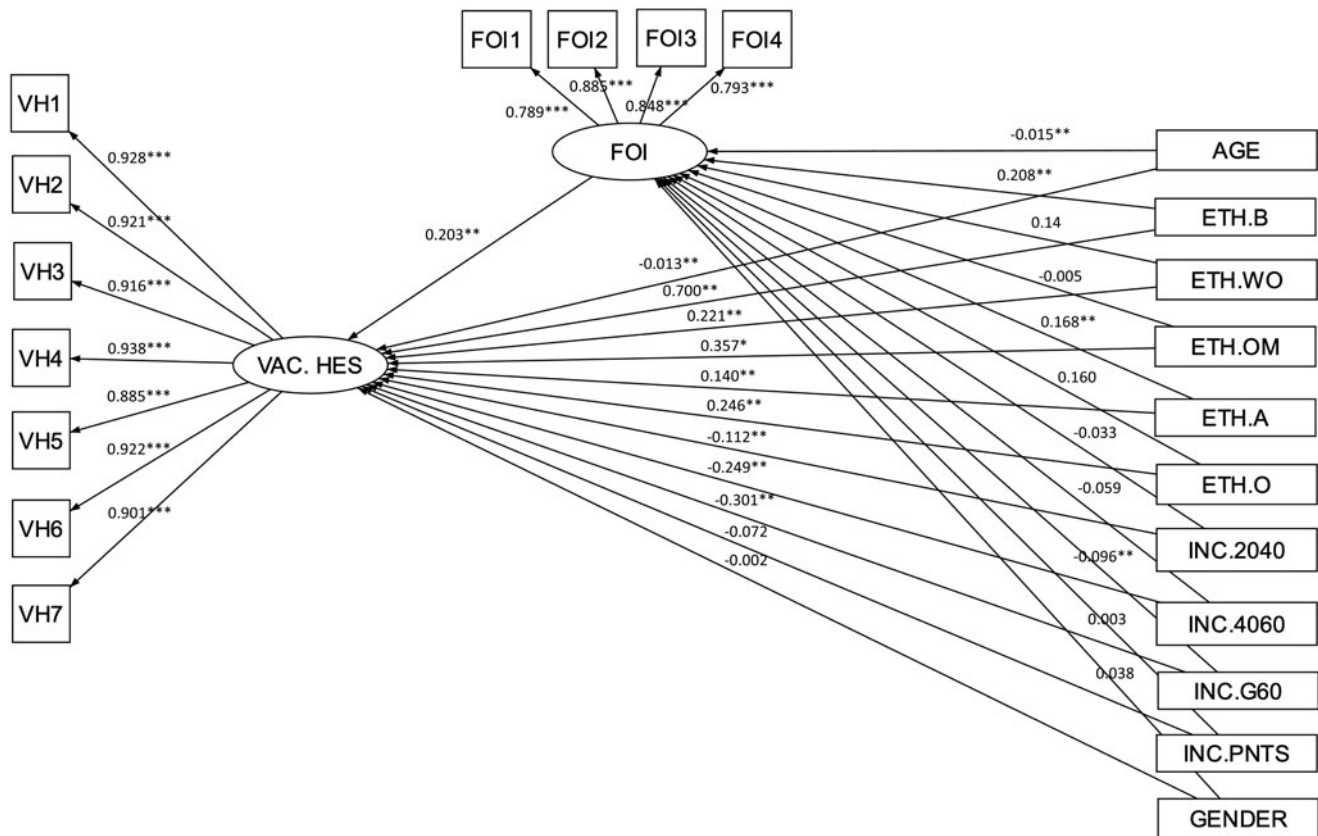 FOI1
FOI2
FOI3
FOI4
0.789***
0.885***
0.848***
0.793***
FOI
VH1
VH2
VH3
VH4
VH5
VH6
VH7
0.928***
0.921***
0.916***
0.938***
0.885***
0.922***
0.901***
VAC. HES
0.203**
-0.015**
0.208**
0.14
-0.005
0.168**
0.160
-0.033
-0.059
-0.096**
0.003
0.038
-0.013**
0.700**
0.221**
0.357*
0.140**
0.246**
-0.112**
-0.249**
-0.301**
-0.072
-0.002
AGE
ETH.B
ETH.WO
ETH.OM
ETH.A
ETH.O
INC.2040
INC.4060
INC.G60
INC.PNTS
GENDER